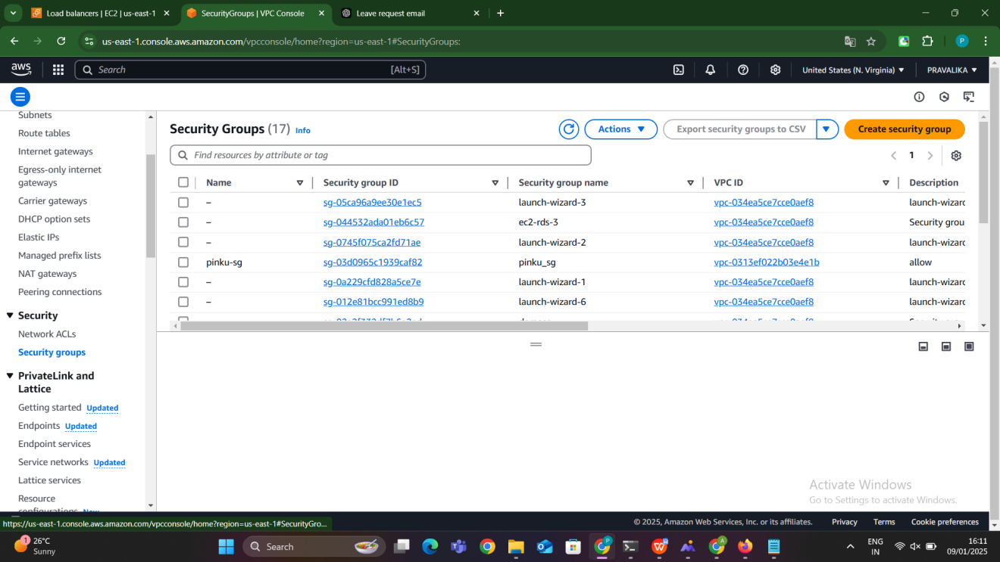 Load balancers | EC2 | us-east-1
SecurityGroups | VPC Console
Leave request email
us-east-1.console.aws.amazon.com/vpcconsole/home?region=us-east-1#SecurityGroups:
P
aws
Search
[Alt+S]
United States (N. Virginia)
PRAVALIKA
Subnets
Route tables
Internet gateways
Egress-only internet
gateways
Carrier gateways
DHCP option sets
Elastic IPs
Managed prefix lists
NAT gateways
Peering connections
Security
Network ACLs
Security groups
PrivateLink and
Lattice
Getting started Updated
Endpoints Updated
Endpoint services
Service networks Updated
Lattice services
Resource
configurations New
Security Groups (17) Info
Actions
Export security groups to CSV
Create security group
Find resources by attribute or tag
1
Name Security group ID Security group name VPC ID Description
– sg-05ca96a9ee30e1ec5 launch-wizard-3 vpc-034ea5ce7cce0aef8 launch-wizard
– sg-044532ada01eb6c57 ec2-rds-3 vpc-034ea5ce7cce0aef8 Security grou
– sg-0745f075ca2fd71ae launch-wizard-2 vpc-034ea5ce7cce0aef8 launch-wizard
pinku-sg sg-03d0965c1939caf82 pinku_sg vpc-0313ef022b03e4e1b allow
– sg-0a229cfd828a5ce7e launch-wizard-1 vpc-034ea5ce7cce0aef8 launch-wizard
– sg-012e81bcc991ed8b9 launch-wizard-6 vpc-034ea5ce7cce0aef8 launch-wizard
Activate Windows
Go to Settings to activate Windows.
https://us-east-1.console.aws.amazon.com/vpcconsole/home?region=us-east-1#SecurityGro...
© 2025, Amazon Web Services, Inc. or its affiliates.
Privacy
Terms
Cookie preferences
1
26°C
Sunny
Search
ENG
IN
16:11
09/01/2025